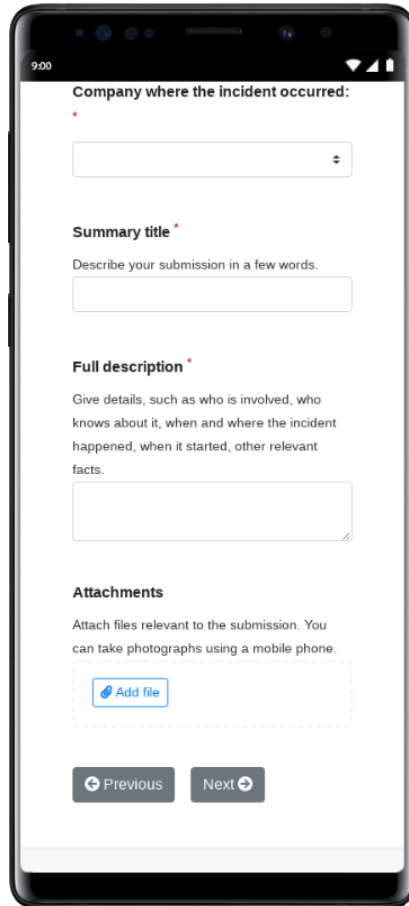 9:00
Company where the incident occurred:
*
Summary title *
Describe your submission in a few words.
Full description *
Give details, such as who is involved, who
knows about it, when and where the incident
happened, when it started, other relevant
facts.
Attachments
Attach files relevant to the submission. You
can take photographs using a mobile phone.
Add file
Previous Next